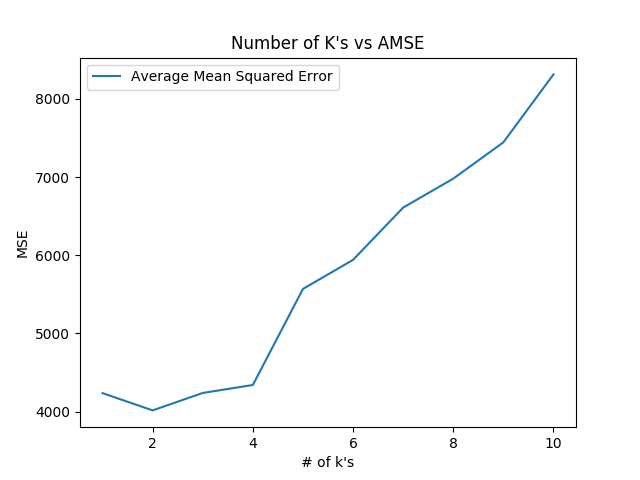 Number of K's vs AMSE
Average Mean Squared Error
8000
7000
6000
5000
4000
MSE
2 4 6 8 10
# of k's